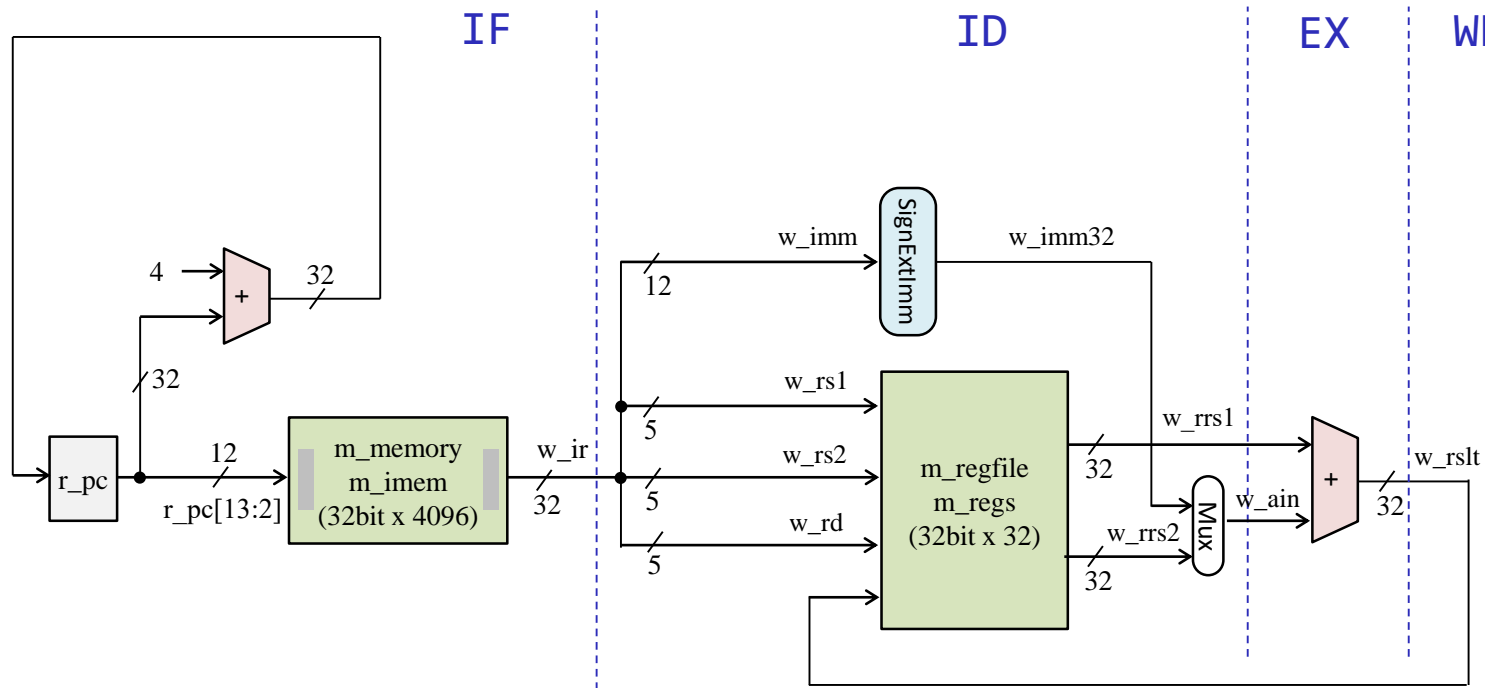 IF
ID
EX
4
+
32
32
r_pc
12
r_pc[13:2]
m_memory
m_imem
(32bit x 4096)
w_ir
32
w_imm
12
SignExtImm
w_imm32
w_rs1
5
w_rs2
5
w_rd
5
m_regfile
m_regs
(32bit x 32)
w_rrs1
32
w_rrs2
32
Mux
w_ain
+
w_rslt
32